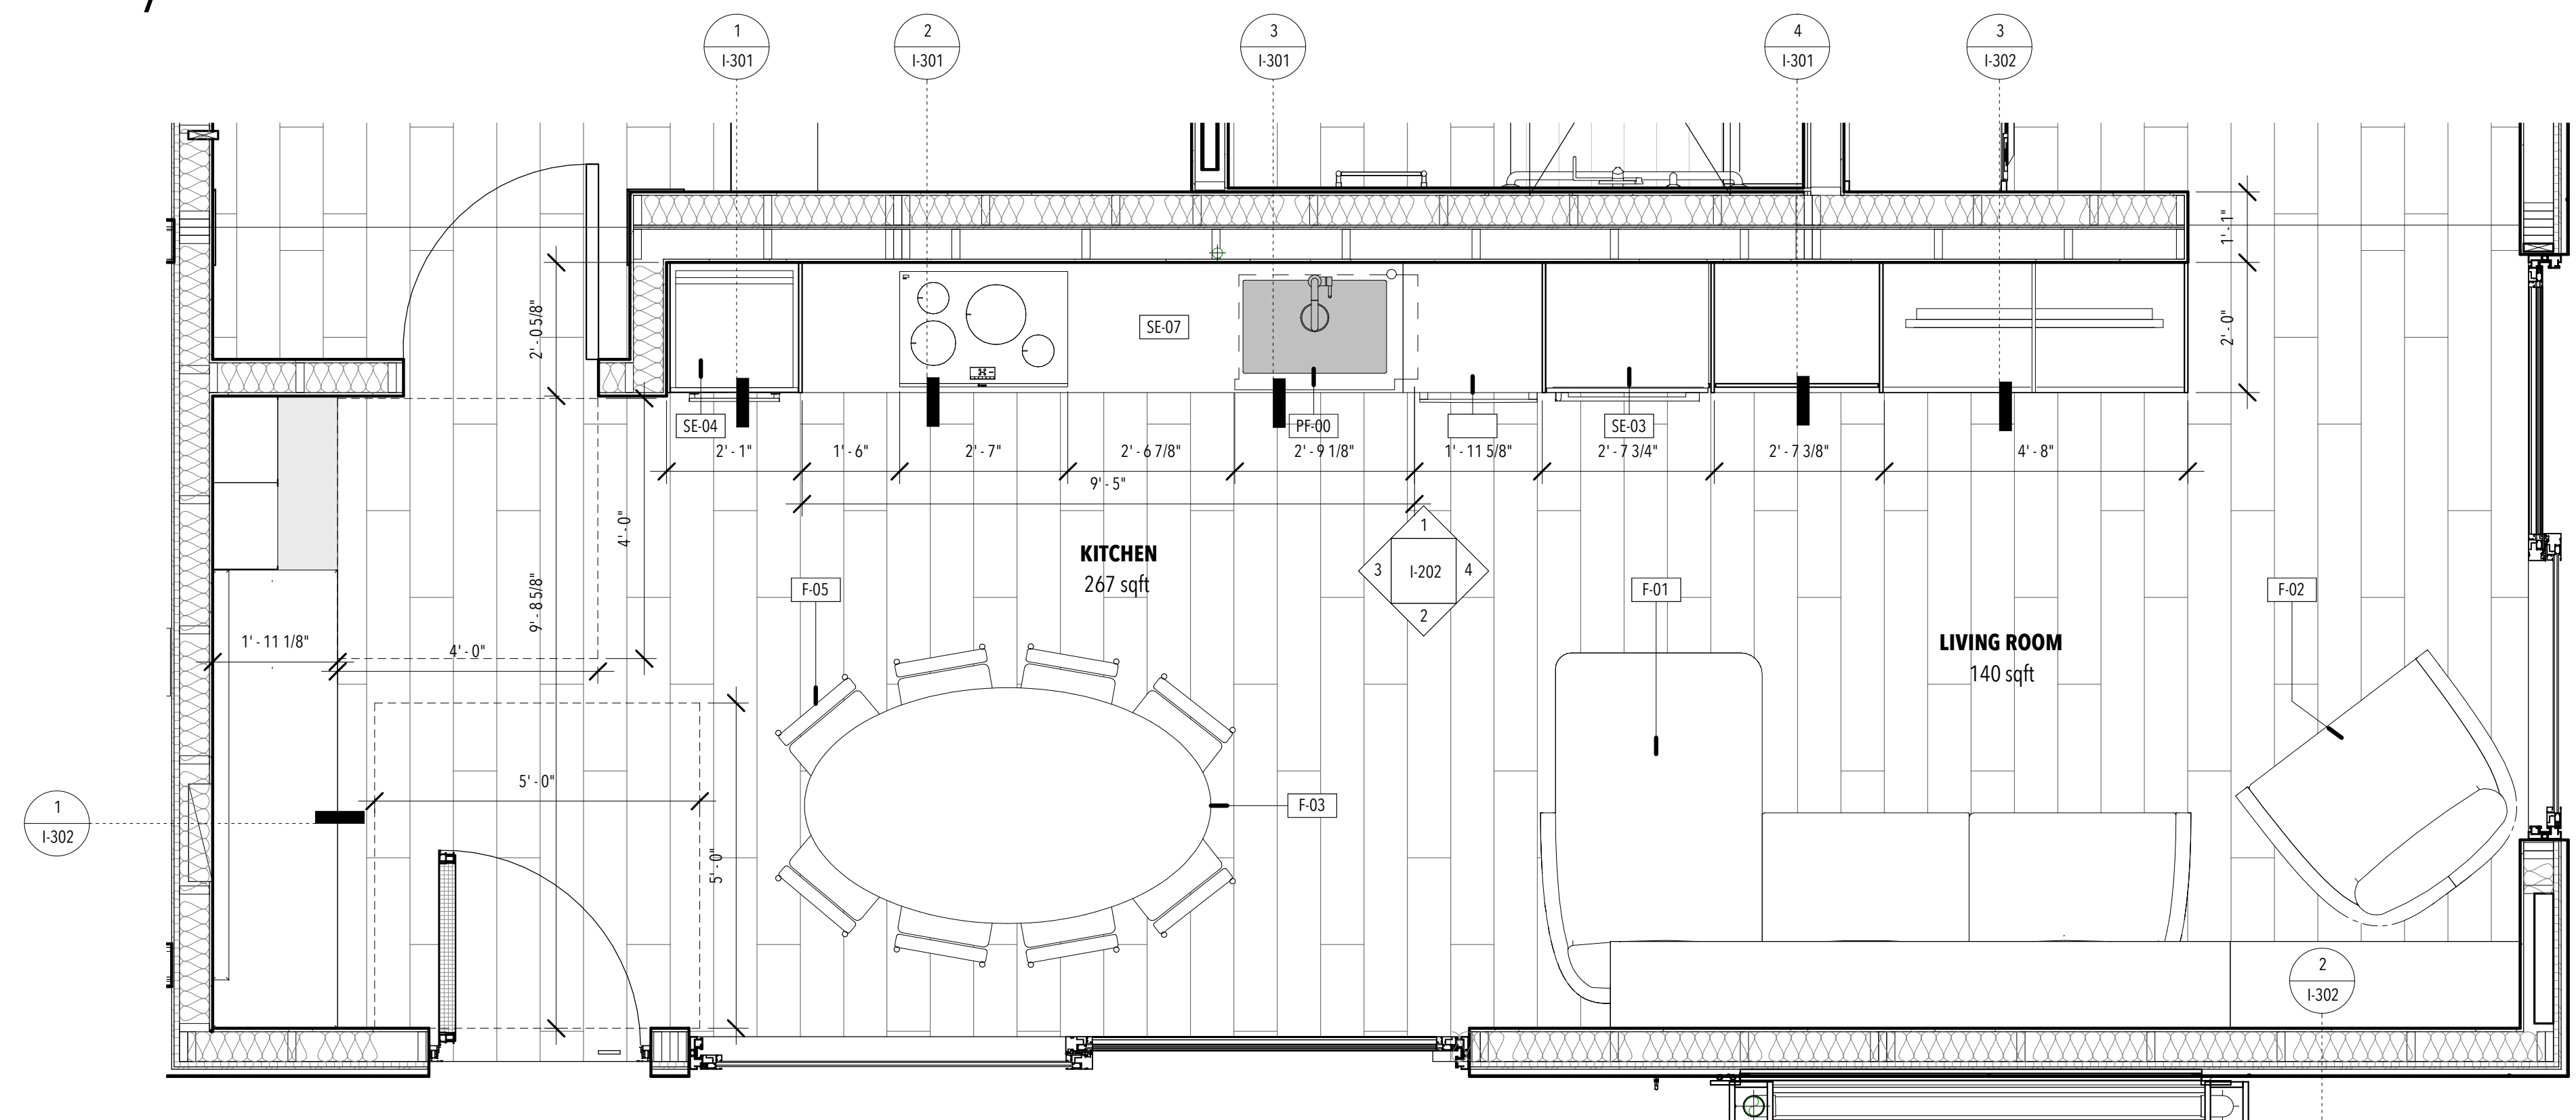 1
I-301
2
I-301
3
I-301
4
I-301
3
I-302
1' - 1"
2' - 0 5/8"
SE-07
2' - 0"
SE-04
PF-00
SE-03
2' - 1"
1' - 6"
2' - 7"
2' - 6 7/8"
2' - 9 1/8"
1' - 11 5/8"
2' - 7 3/4"
2' - 7 3/8"
4' - 8"
9' - 5"
4' - 0"
1
3
I-202
4
2
KITCHEN
267 sqft
F-05
F-01
F-02
9' - 8 5/8"
1' - 11 1/8"
4' - 0"
LIVING ROOM
140 sqft
5' - 0"
F-03
1
I-302
5' - 0"
2
I-302